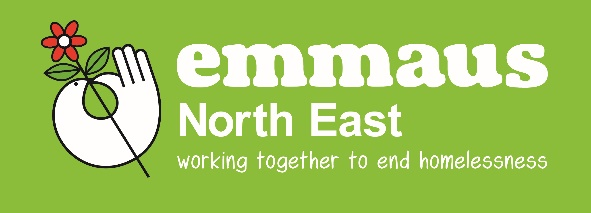 emmaus
North East
working together to end homelessness